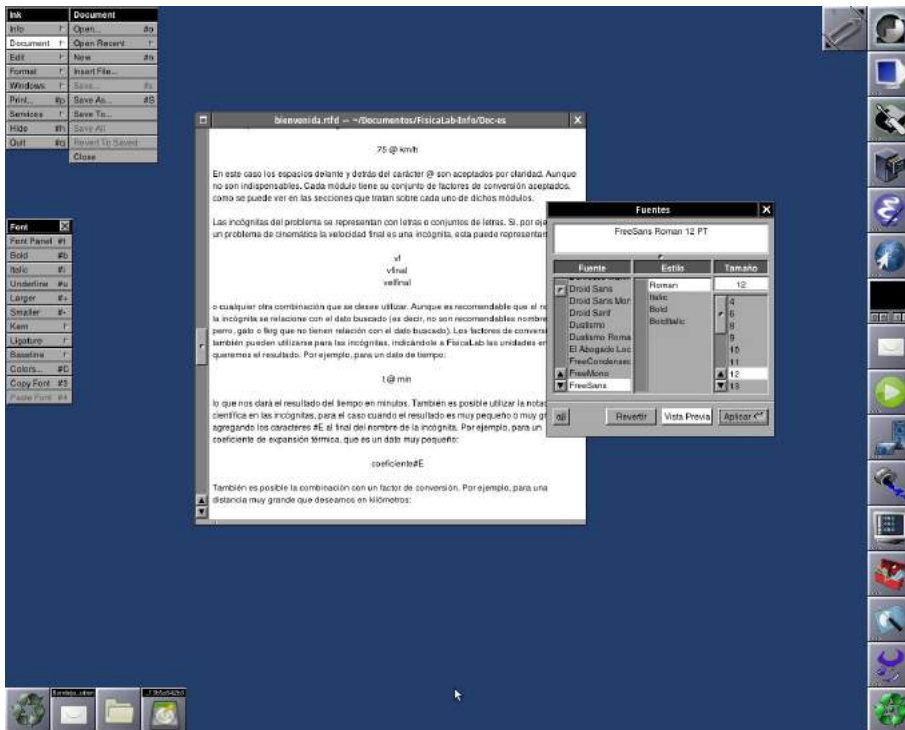 Ink
Info
Document
Edit
Format
Windows
Print... #p
Services
Hide #h
Quit #q
Document
Open... #o
Open Recent
New #n
Insert File...
Save... #s
Save As... #S
Save To...
Save All
Revert To Saved
Close
Font
Font Panel #t
Bold #b
Italic #i
Underline #u
Larger #+
Smaller #-
Kern
Ligature
Baseline
Colors... #C
Copy Font #3
Paste Font #4
bienvenida.rtfd -- ~/Documentos/FisicaLab-Info/Doc-es
75 @ km/h
En este caso los espacios delante y detrás del carácter @ son aceptados por claridad. Aunque
no son indispensables. Cada módulo tiene su conjunto de factores de conversión aceptados,
como se puede ver en las secciones que tratan sobre cada uno de dichos módulos.
Las incógnitas del problema se representan con letras o conjuntos de letras. Si, por eje
un problema de cinemática la velocidad final es una incógnita, esta puede representar
vf
vfinal
velfinal
o cualquier otra combinación que se desee utilizar. Aunque es recomendable que el no
la incógnita se relacione con el dato buscado (es decir, no son recomendables nombre
perro, gato o flrg que no tienen relación con el dato buscado). Los factores de conversi
también pueden utilizarse para las incógnitas, indicándole a FisicaLab las unidades en
queremos el resultado. Por ejemplo, para un dato de tiempo:
t @ min
lo que nos dará el resultado del tiempo en minutos. También es posible utilizar la notac
científica en las incógnitas, para el caso cuando el resultado es muy pequeño o muy gr
agregando los caracteres #E al final del nombre de la incógnita. Por ejemplo, para un
coeficiente de expansión térmica, que es un dato muy pequeño:
coeficiente#E
También es posible la combinación con un factor de conversión. Por ejemplo, para una
distancia muy grande que deseamos en kilómetros:
Fuentes
FreeSans Roman 12 PT
Fuente
Droid Sans
Droid Sans Mon
Droid Serif
Dustismo
Dustismo Roma
El Abogado Loc
FreeCondensec
FreeMono
FreeSans
Estilo
Roman
Italic
Bold
BoldItalic
Tamaño
12
4
6
8
9
10
11
12
13
Revertir
Vista Previa
Aplicar